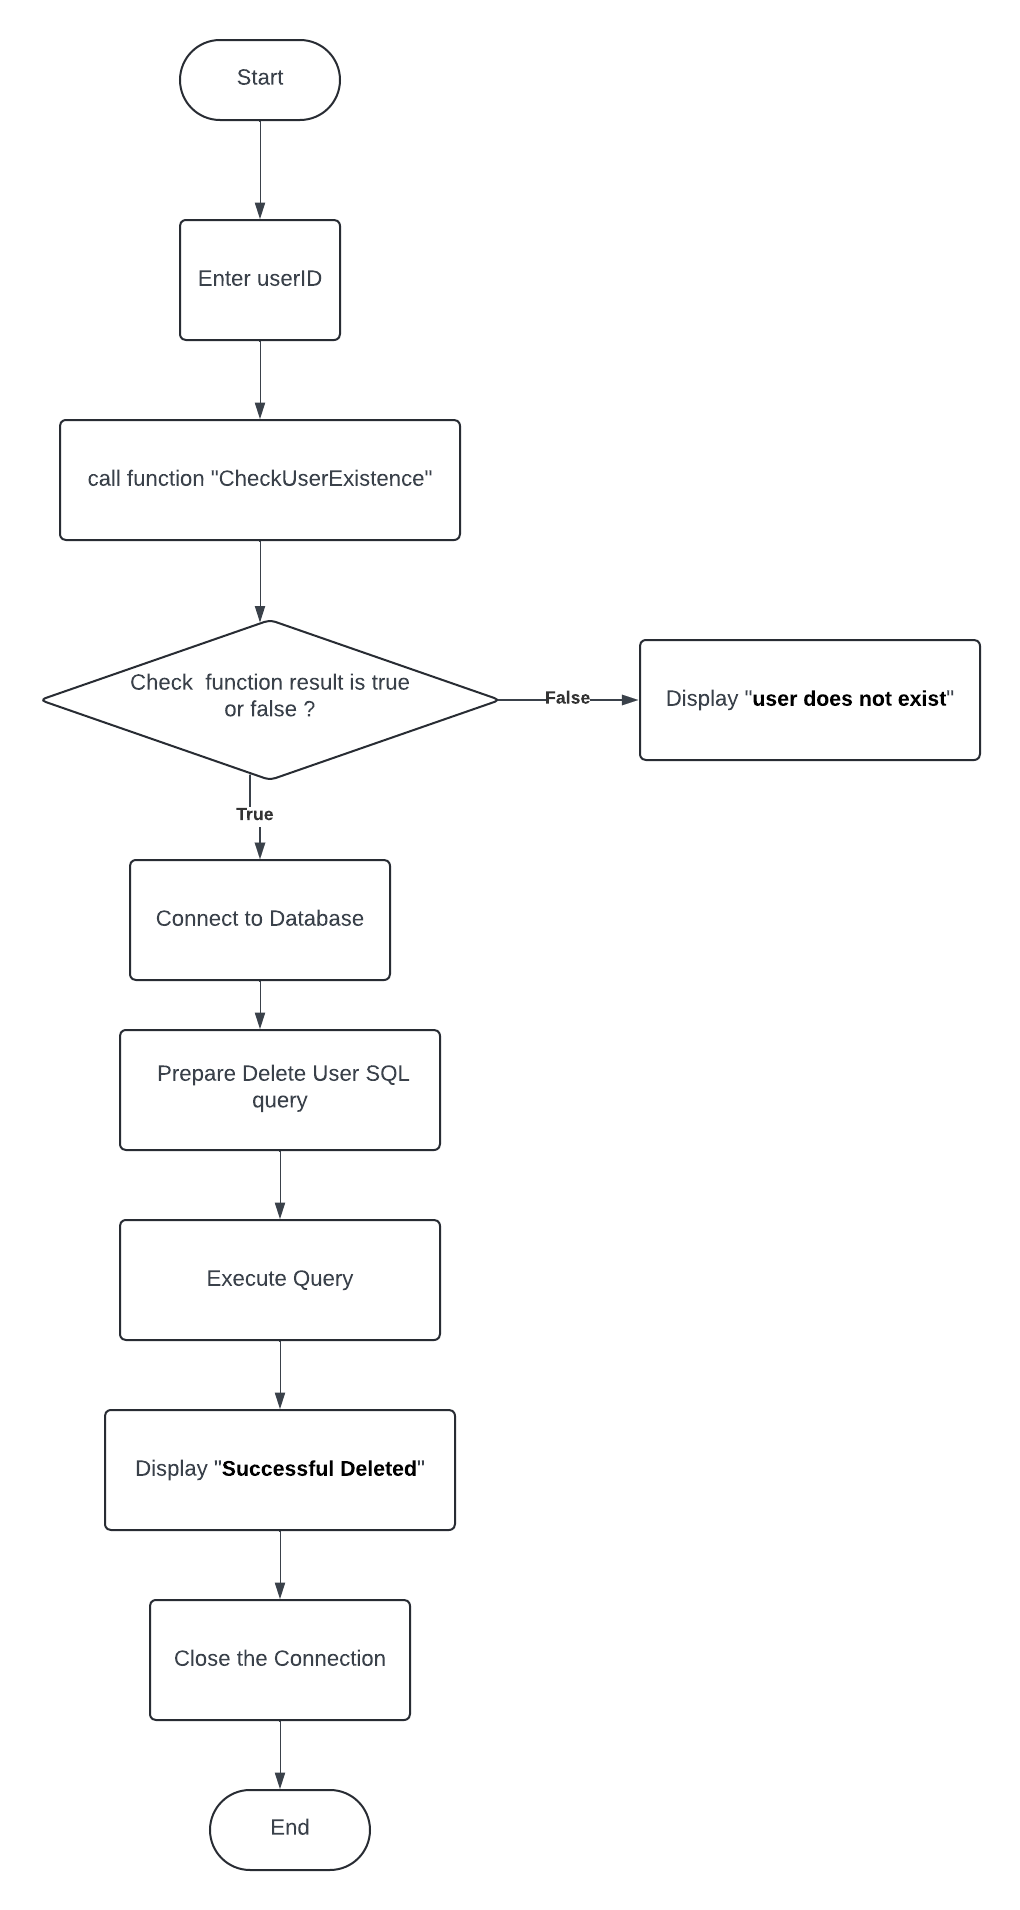 Start
Enter userID
call function "CheckUserExistence"
Check  function result is true
or false ?
False
Display "user does not exist"
True
Connect to Database
Prepare Delete User SQL
query
Execute Query
Display "Successful Deleted"
Close the Connection
End